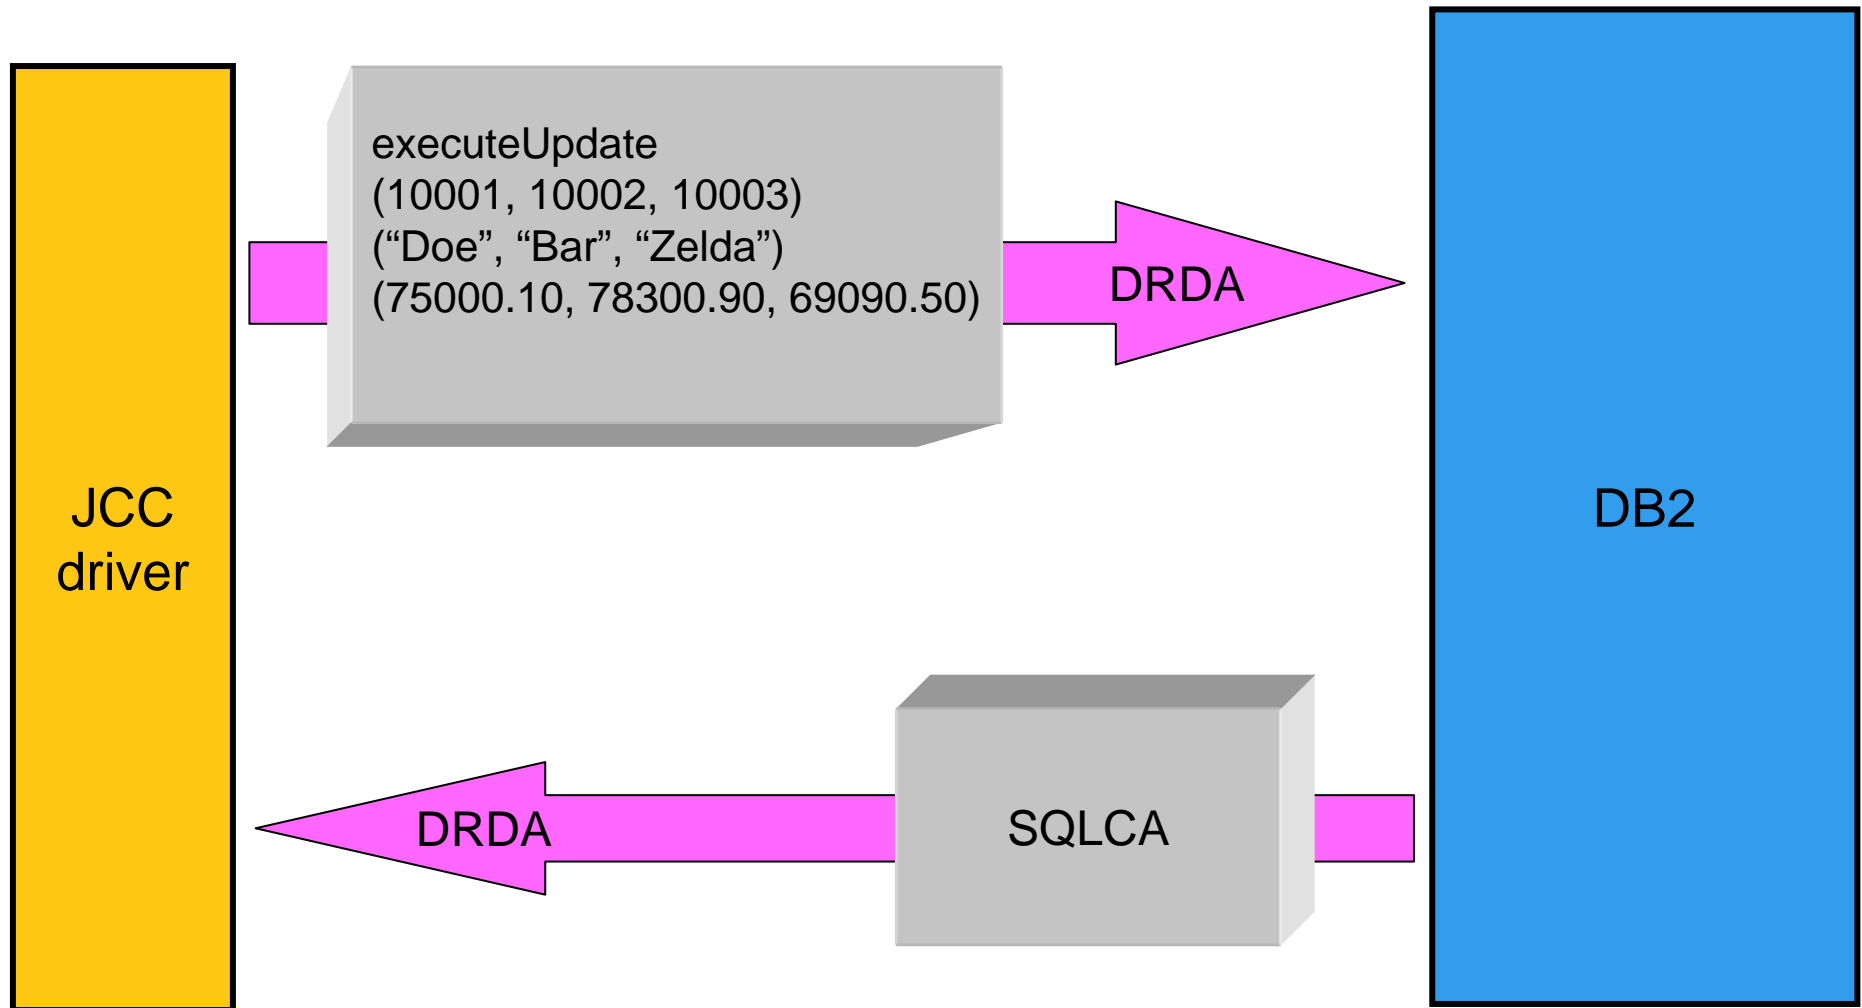 executeUpdate
(10001, 10002, 10003)
(“Doe”, “Bar”, “Zelda”)
(75000.10, 78300.90, 69090.50)
DRDA
JCC
driver
DB2
DRDA
SQLCA